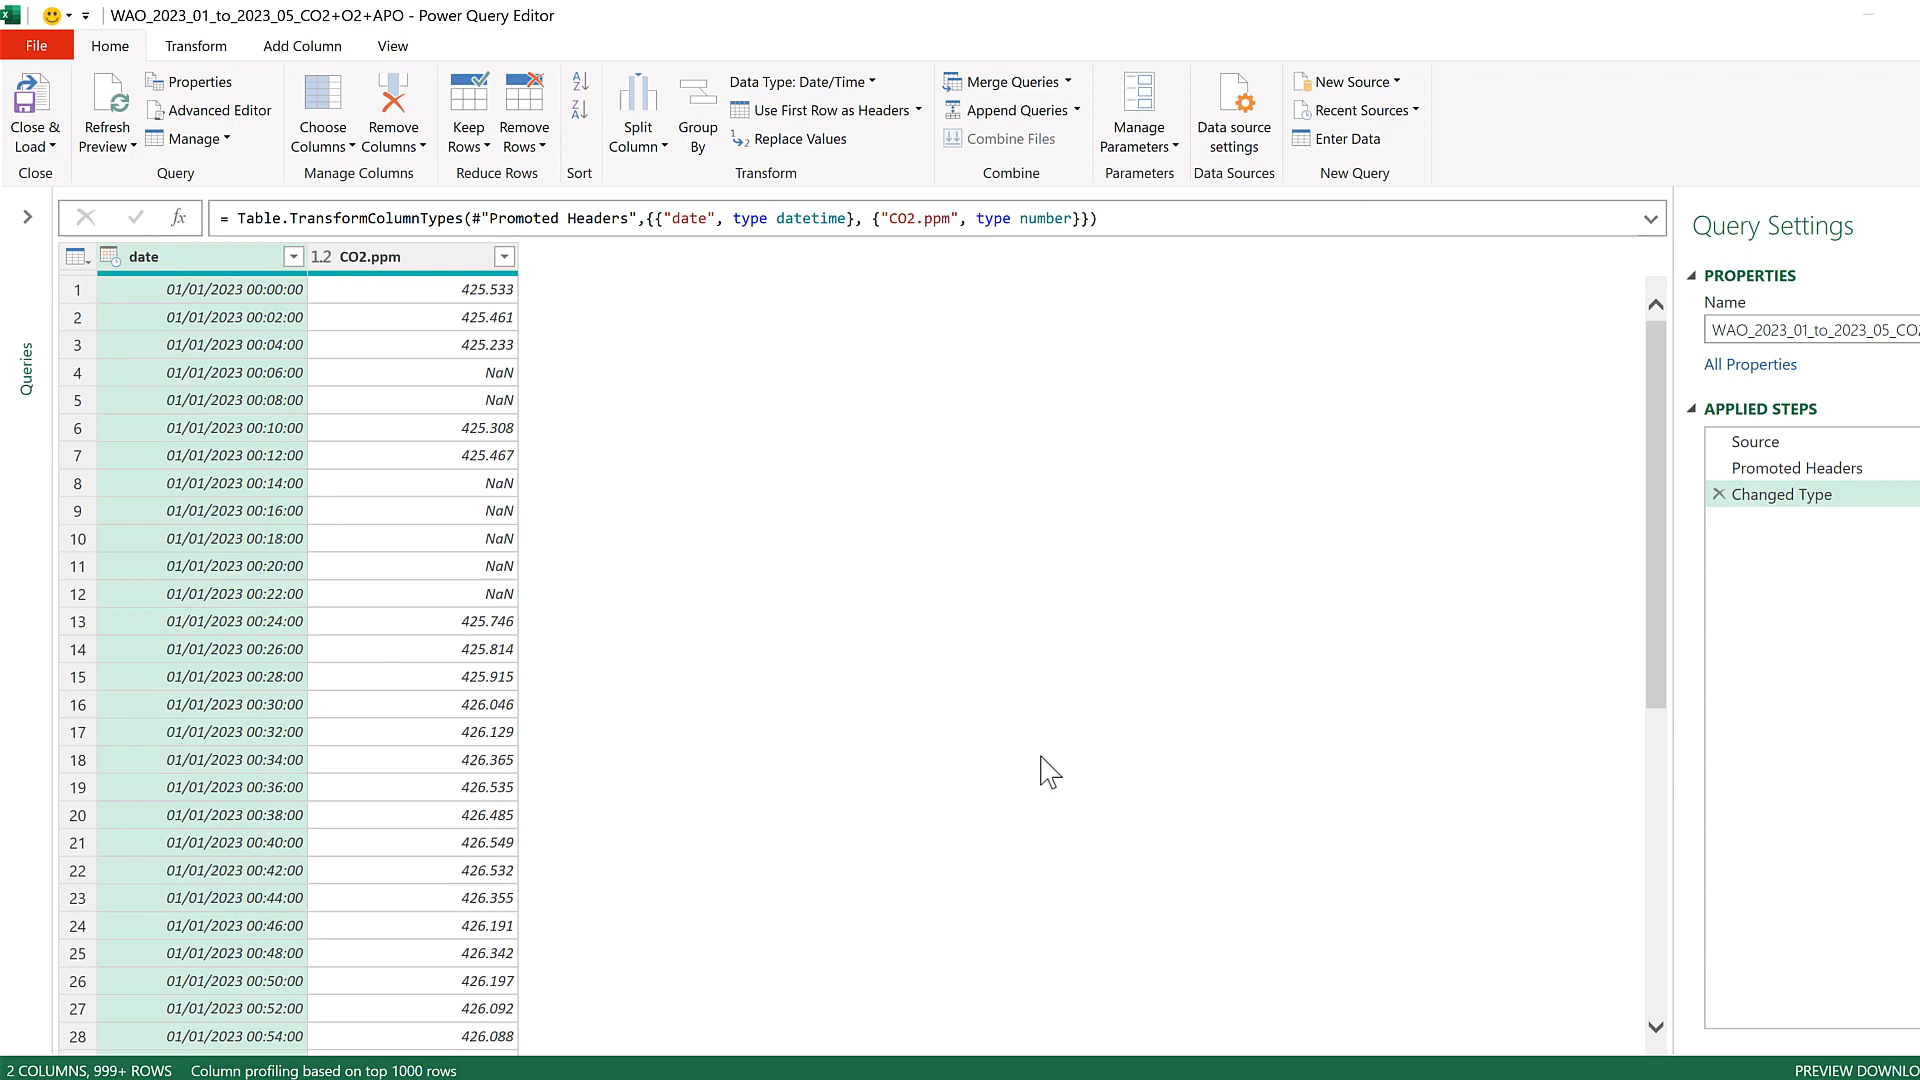 WAO_2023_01_to_2023_05_CO2+O2+APO - Power Query Editor
File Home Transform Add Column View
Close & Load
Refresh Preview
Properties
Advanced Editor
Manage
Choose Columns
Remove Columns
Keep Rows
Remove Rows
A Z
Z A
Split Column
Group By
Data Type: Date/Time
Use First Row as Headers
1 2 Replace Values
Merge Queries
Append Queries
Combine Files
Manage Parameters
Data source settings
New Source
Recent Sources
Enter Data
Close Query Manage Columns Reduce Rows Sort Transform Combine Parameters Data Sources New Query
fx = Table.TransformColumnTypes(#"Promoted Headers",{{"date", type datetime}, {"CO2.ppm", type number}})
Queries
date 1.2 CO2.ppm
1 01/01/2023 00:00:00 425.533
2 01/01/2023 00:02:00 425.461
3 01/01/2023 00:04:00 425.233
4 01/01/2023 00:06:00 NaN
5 01/01/2023 00:08:00 NaN
6 01/01/2023 00:10:00 425.308
7 01/01/2023 00:12:00 425.467
8 01/01/2023 00:14:00 NaN
9 01/01/2023 00:16:00 NaN
10 01/01/2023 00:18:00 NaN
11 01/01/2023 00:20:00 NaN
12 01/01/2023 00:22:00 NaN
13 01/01/2023 00:24:00 425.746
14 01/01/2023 00:26:00 425.814
15 01/01/2023 00:28:00 425.915
16 01/01/2023 00:30:00 426.046
17 01/01/2023 00:32:00 426.129
18 01/01/2023 00:34:00 426.365
19 01/01/2023 00:36:00 426.535
20 01/01/2023 00:38:00 426.485
21 01/01/2023 00:40:00 426.549
22 01/01/2023 00:42:00 426.532
23 01/01/2023 00:44:00 426.355
24 01/01/2023 00:46:00 426.191
25 01/01/2023 00:48:00 426.342
26 01/01/2023 00:50:00 426.197
27 01/01/2023 00:52:00 426.092
28 01/01/2023 00:54:00 426.088
Query Settings
PROPERTIES
Name
WAO_2023_01_to_2023_05_CO2
All Properties
APPLIED STEPS
Source
Promoted Headers
Changed Type
2 COLUMNS, 999+ ROWS Column profiling based on top 1000 rows PREVIEW DOWNLO